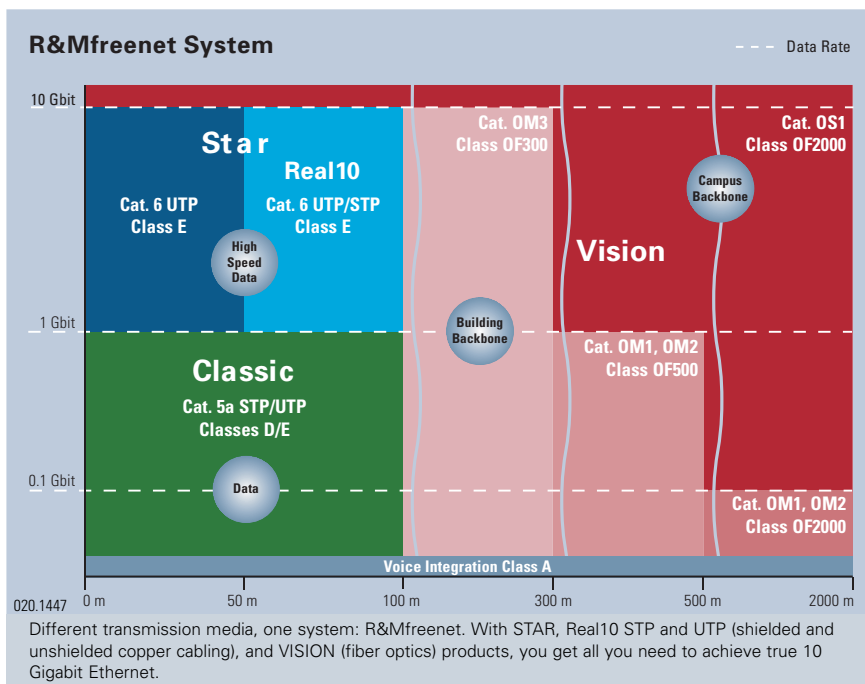 R&Mfreenet System
Data Rate
10 Gbit
Star
Real10
Cat. 6 UTP
Class E
Cat. 6 UTP/STP
Class E
High
Speed
Data
Cat. OM3
Class OF300
Cat. OS1
Class OF2000
Campus
Backbone
Vision
1 Gbit
Building
Backbone
Cat. OM1, OM2
Class OF500
Classic
Cat. 5a STP/UTP
Classes D/E
0.1 Gbit
Data
Cat. OM1, OM2
Class OF2000
Voice Integration Class A
020.1447
0 m
50 m
100 m
300 m
500 m
2000 m
Different transmission media, one system: R&Mfreenet. With STAR, Real10 STP and UTP (shielded and
unshielded copper cabling), and VISION (fiber optics) products, you get all you need to achieve true 10
Gigabit Ethernet.